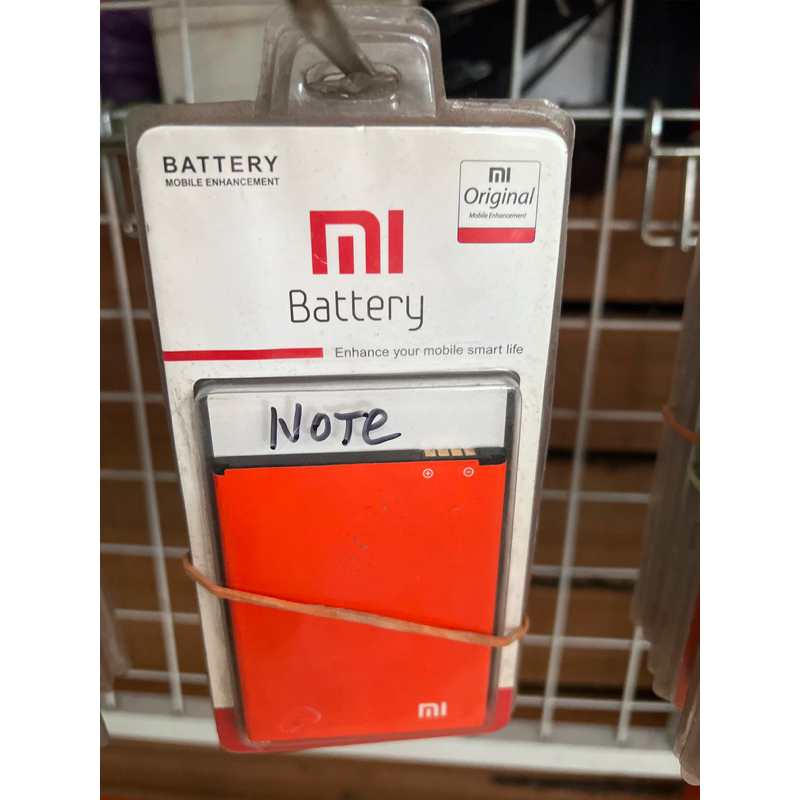 BATTERY
MOBILE ENHANCEMENT
MI
Original
Mobile Enhancement
MI
Battery
Enhance your mobile smart life
NOTe
MI